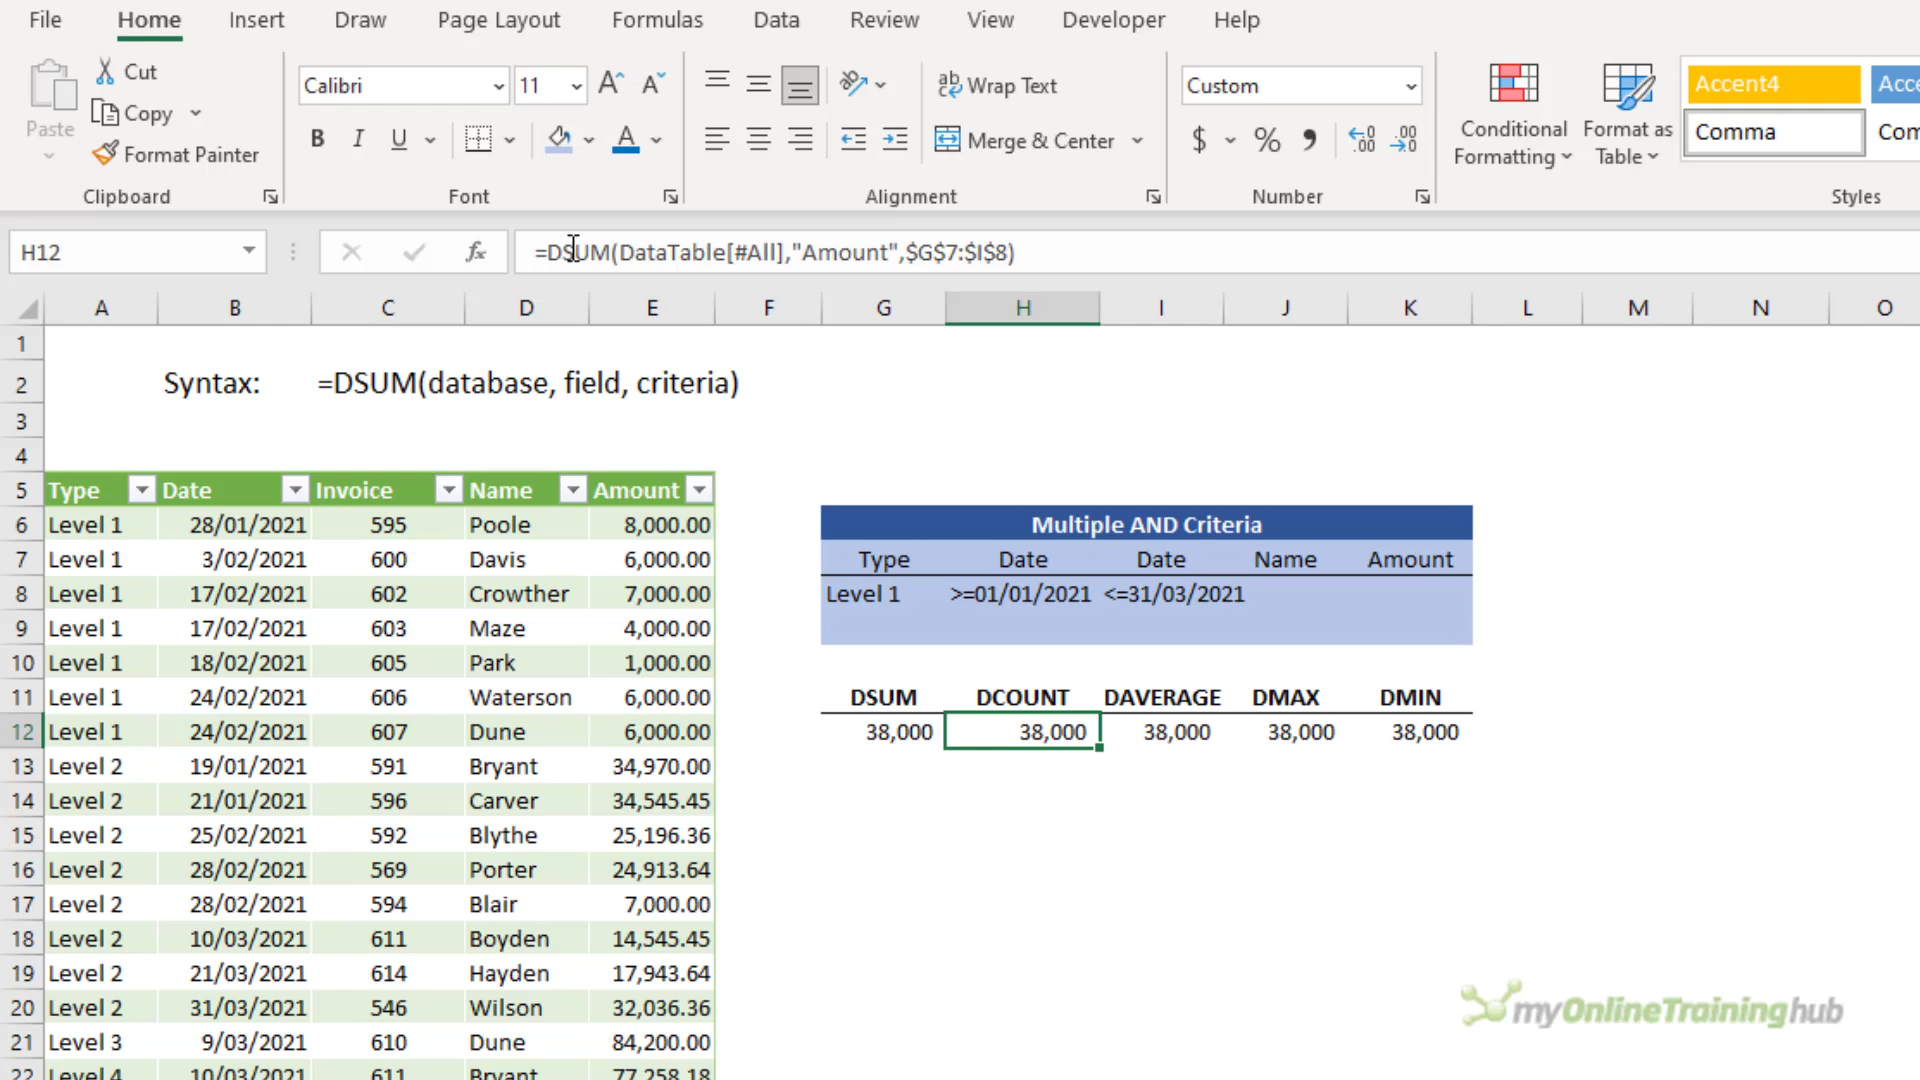 File Home Insert Draw Page Layout Formulas Data Review View Developer Help
Paste
Cut
Copy
Format Painter
Clipboard
Calibri 11
B I U
Font
Wrap Text
Merge & Center
Alignment
Custom
$ % ,
Number
Conditional Formatting
Format as Table
Accent4
Comma
Styles
H12 fx =DSUM(DataTable[#All],"Amount",$G$7:$I$8)
A B C D E F G H I J K L M N O
1
2 Syntax: =DSUM(database, field, criteria)
3
4
5 Type Date Invoice Name Amount
6 Level 1 28/01/2021 595 Poole 8,000.00 Multiple AND Criteria
7 Level 1 3/02/2021 600 Davis 6,000.00 Type Date Date Name Amount
8 Level 1 17/02/2021 602 Crowther 7,000.00 Level 1 >=01/01/2021 <=31/03/2021
9 Level 1 17/02/2021 603 Maze 4,000.00
10 Level 1 18/02/2021 605 Park 1,000.00
11 Level 1 24/02/2021 606 Waterson 6,000.00 DSUM DCOUNT DAVERAGE DMAX DMIN
12 Level 1 24/02/2021 607 Dune 6,000.00 38,000 38,000 38,000 38,000 38,000
13 Level 2 19/01/2021 591 Bryant 34,970.00
14 Level 2 21/01/2021 596 Carver 34,545.45
15 Level 2 25/02/2021 592 Blythe 25,196.36
16 Level 2 28/02/2021 569 Porter 24,913.64
17 Level 2 28/02/2021 594 Blair 7,000.00
18 Level 2 10/03/2021 611 Boyden 14,545.45
19 Level 2 21/03/2021 614 Hayden 17,943.64
20 Level 2 31/03/2021 546 Wilson 32,036.36
21 Level 3 9/03/2021 610 Dune 84,200.00
22 Level 4 10/03/2021 611 Bryant 77,258.18
myOnlineTraininghub